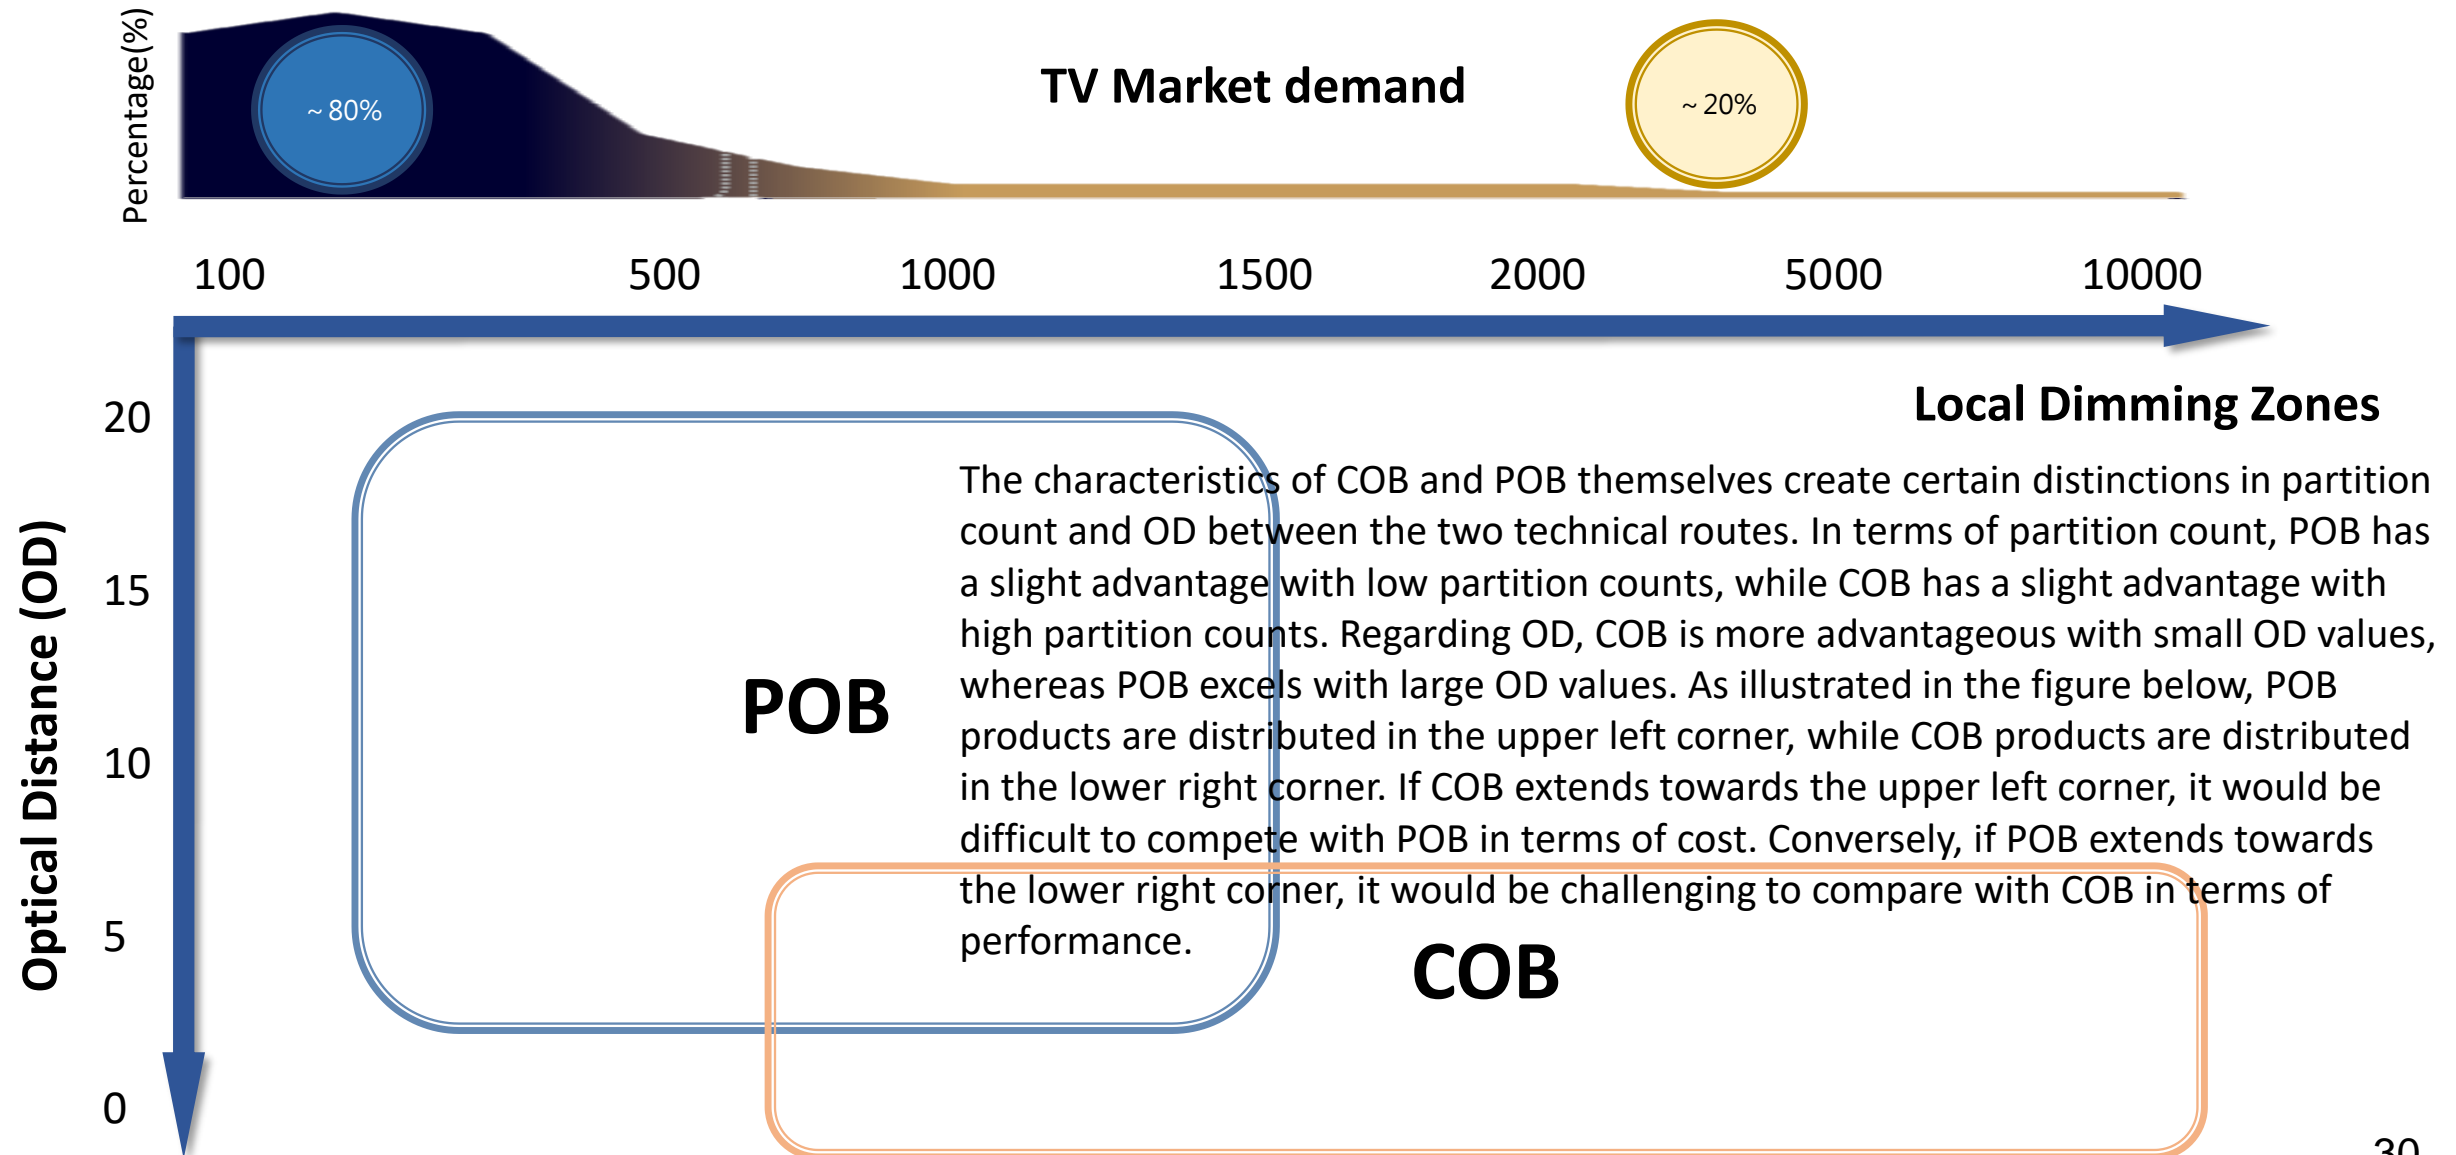 Percentage(%)
~ 80%
TV Market demand
~ 20%
100 500 1000 1500 2000 5000 10000
Local Dimming Zones
Optical Distance (OD)
20
15
10
5
0
POB
The characteristics of COB and POB themselves create certain distinctions in partition
count and OD between the two technical routes. In terms of partition count, POB has
a slight advantage with low partition counts, while COB has a slight advantage with
high partition counts. Regarding OD, COB is more advantageous with small OD values,
whereas POB excels with large OD values. As illustrated in the figure below, POB
products are distributed in the upper left corner, while COB products are distributed
in the lower right corner. If COB extends towards the upper left corner, it would be
difficult to compete with POB in terms of cost. Conversely, if POB extends towards
the lower right corner, it would be challenging to compare with COB in terms of
performance.
COB
30